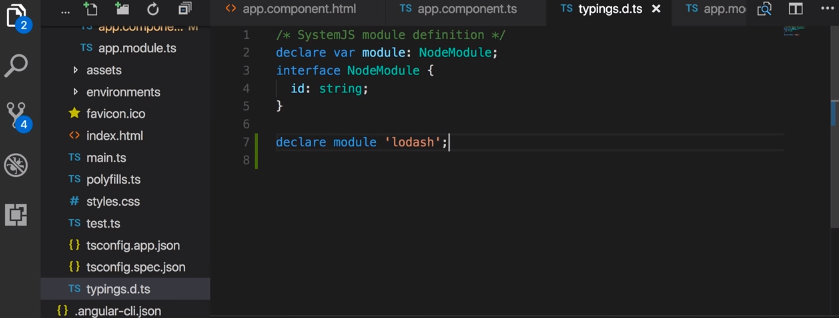 ... app.component.html TS app.component.ts TS typings.d.ts × TS app.mo ...
2
TS app.compone... M
TS app.module.ts
assets
environments
favicon.ico
<> index.html
TS main.ts
TS polyfills.ts
# styles.css
TS test.ts
{} tsconfig.app.json
{} tsconfig.spec.json
TS typings.d.ts
{} .angular-cli.json
4
1 /* SystemJS module definition */
2 declare var module: NodeModule;
3 interface NodeModule {
4 id: string;
5 }
6
7 declare module 'lodash';
8